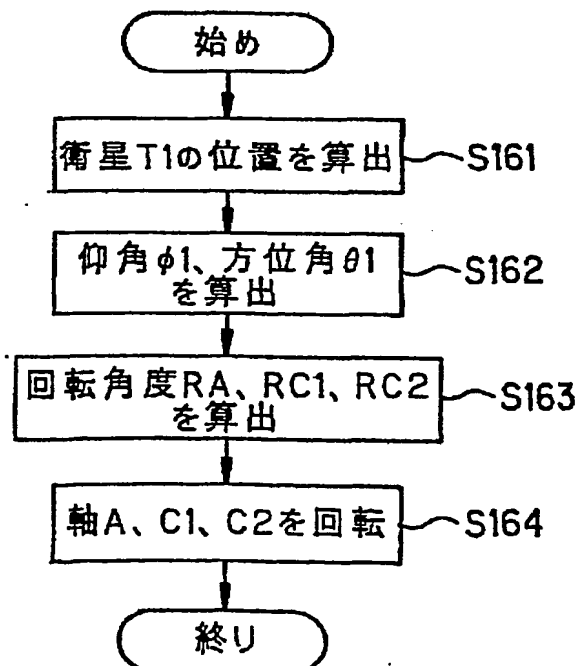 始め
衛星T1の位置を算出
S161
仰角φ1、方位角θ1
を算出
S162
回転角度RA、RC1、RC2
を算出
S163
軸A、C1、C2を回転
S164
終り